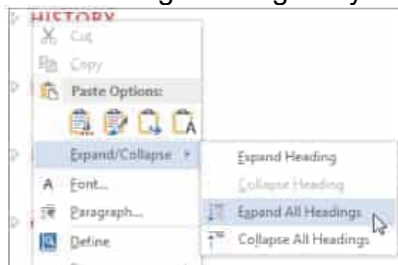 HISTORY
Cut
Copy
Paste Options:
Expand/Collapse
Expand Heading
Collapse Heading
Font...
Expand All Headings
Paragraph...
Collapse All Headings
Define